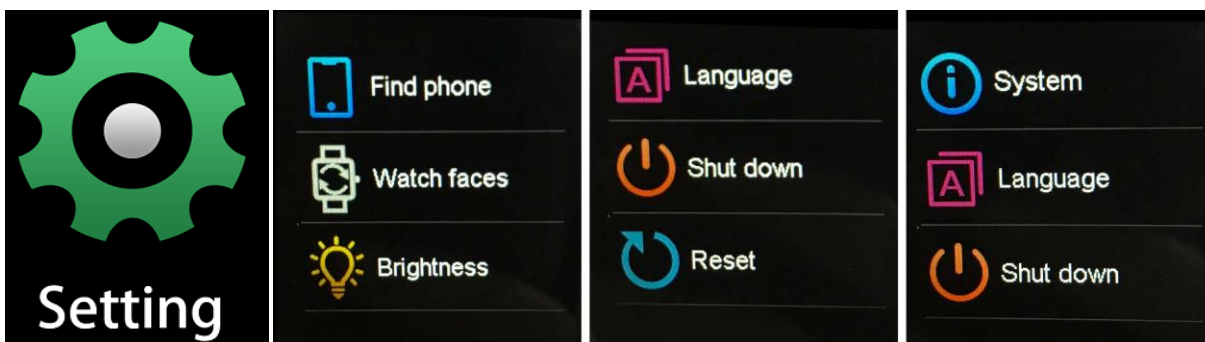 Setting
Find phone
Watch faces
Brightness
A Language
Shut down
Reset
i System
A Language
Shut down